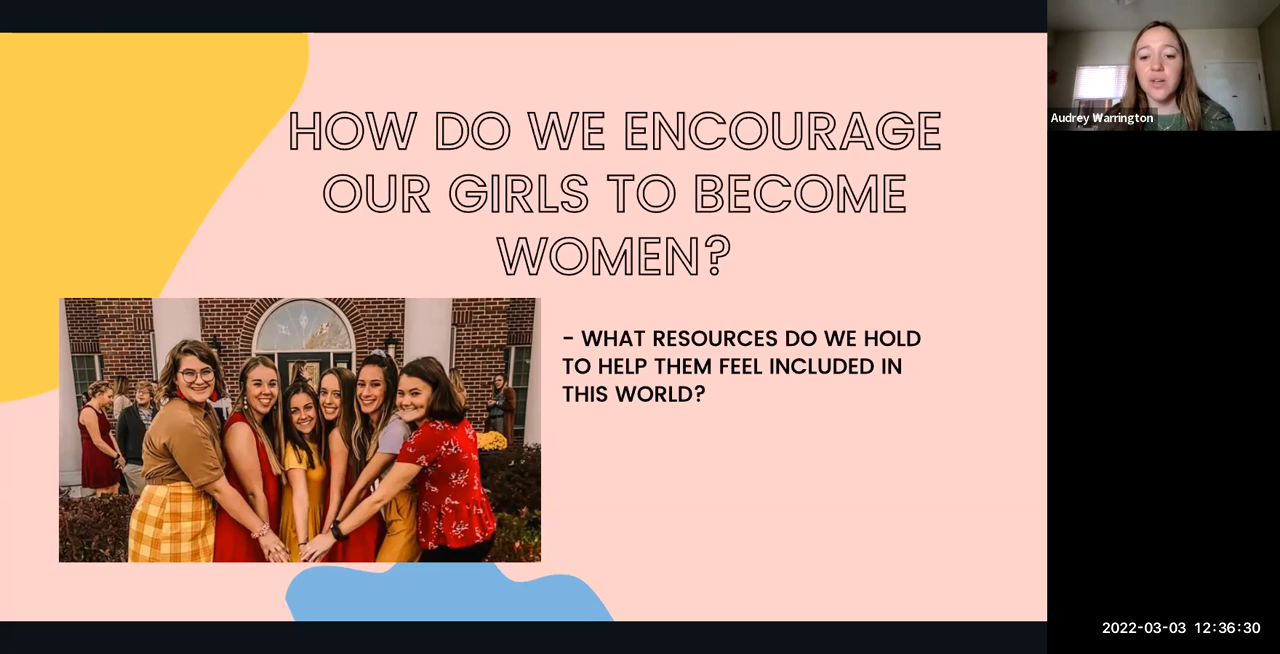 HOW DO WE ENCOURAGE
OUR GIRLS TO BECOME
WOMEN?
- WHAT RESOURCES DO WE HOLD
TO HELP THEM FEEL INCLUDED IN
THIS WORLD?
Audrey Warrington
2022-03-03 12:36:30